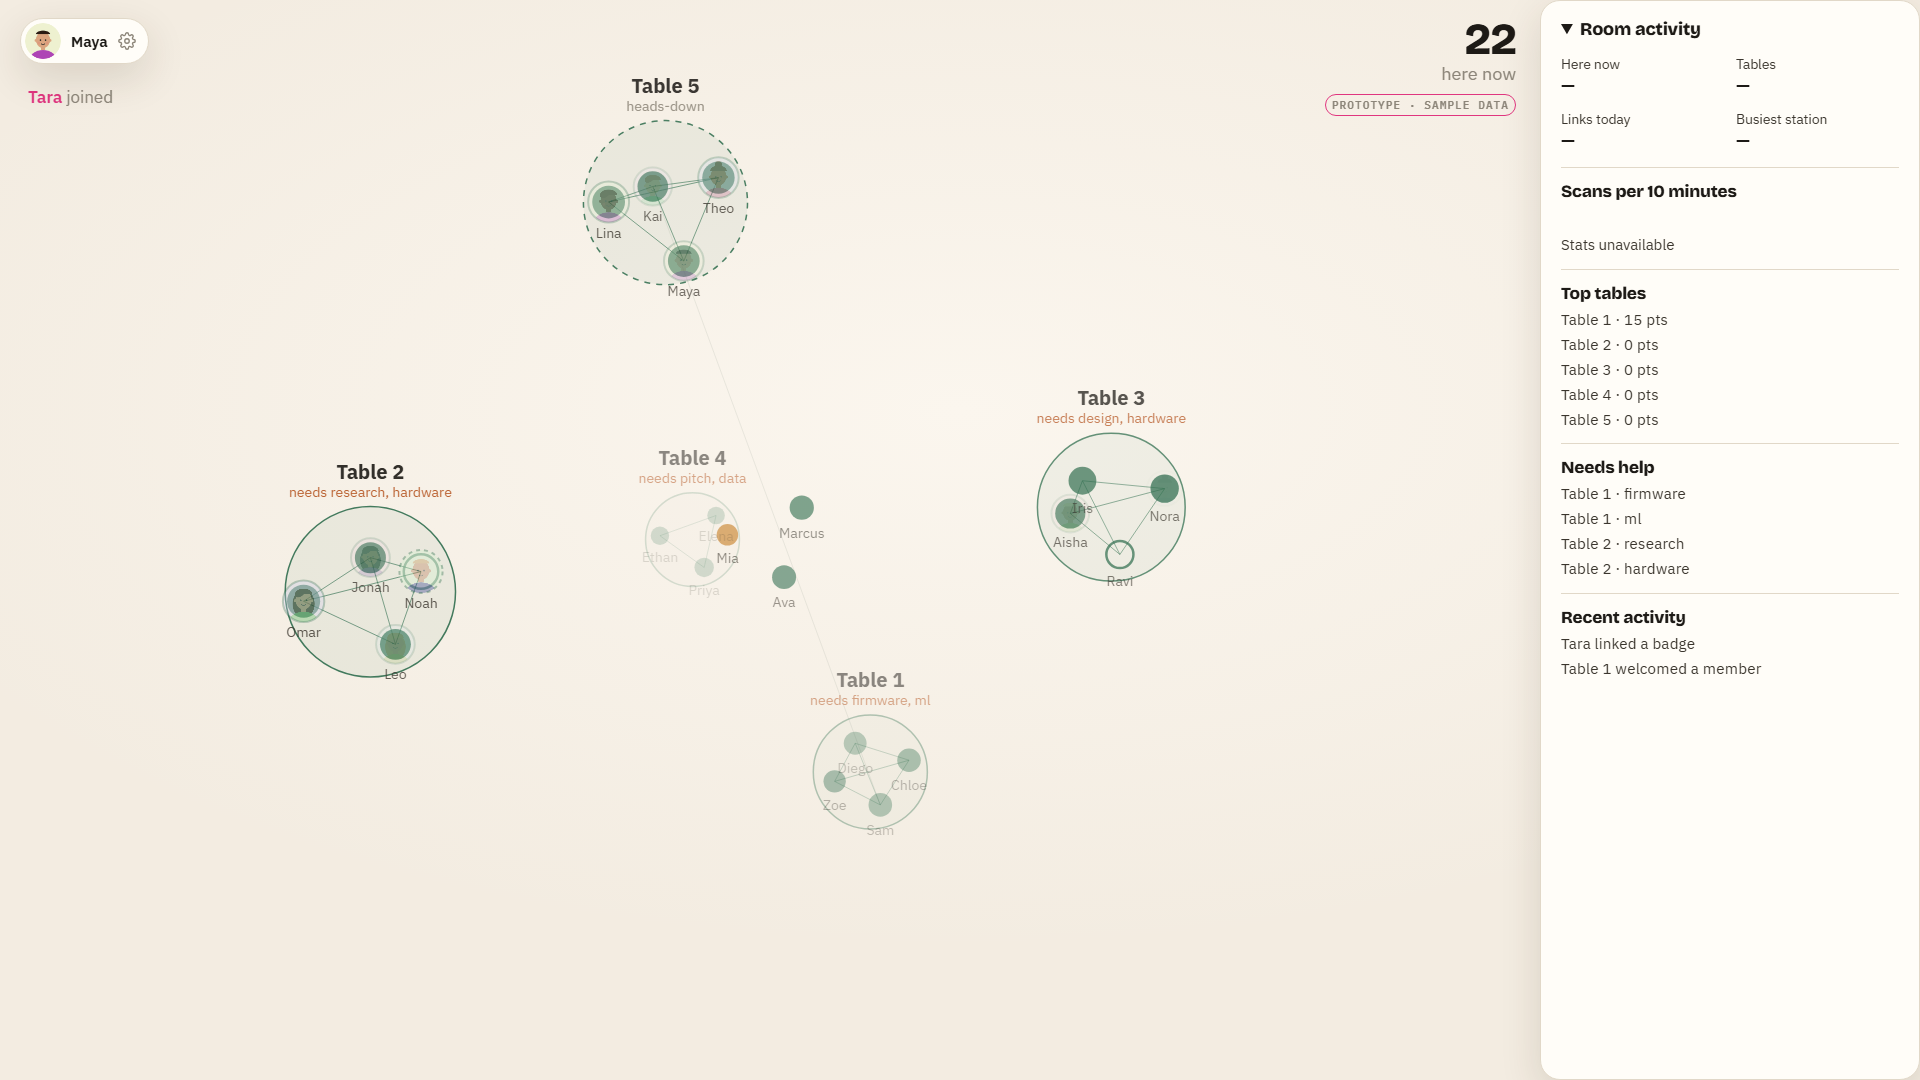 Maya
Tara joined
22
here now
PROTOTYPE · SAMPLE DATA
Table 5
heads-down
Lina
Kai
Theo
Maya
Table 3
needs design, hardware
Iris
Nora
Aisha
Ravi
Table 4
needs pitch, data
Elena
Ethan
Mia
Priya
Marcus
Ava
Table 2
needs research, hardware
Jonah
Noah
Omar
Leo
Table 1
needs firmware, ml
Diego
Chloe
Zoe
Sam
▼ Room activity
Here now
Tables
—
—
Links today
Busiest station
—
—
Scans per 10 minutes
Stats unavailable
Top tables
Table 1 · 15 pts
Table 2 · 0 pts
Table 3 · 0 pts
Table 4 · 0 pts
Table 5 · 0 pts
Needs help
Table 1 · firmware
Table 1 · ml
Table 2 · research
Table 2 · hardware
Recent activity
Tara linked a badge
Table 1 welcomed a member